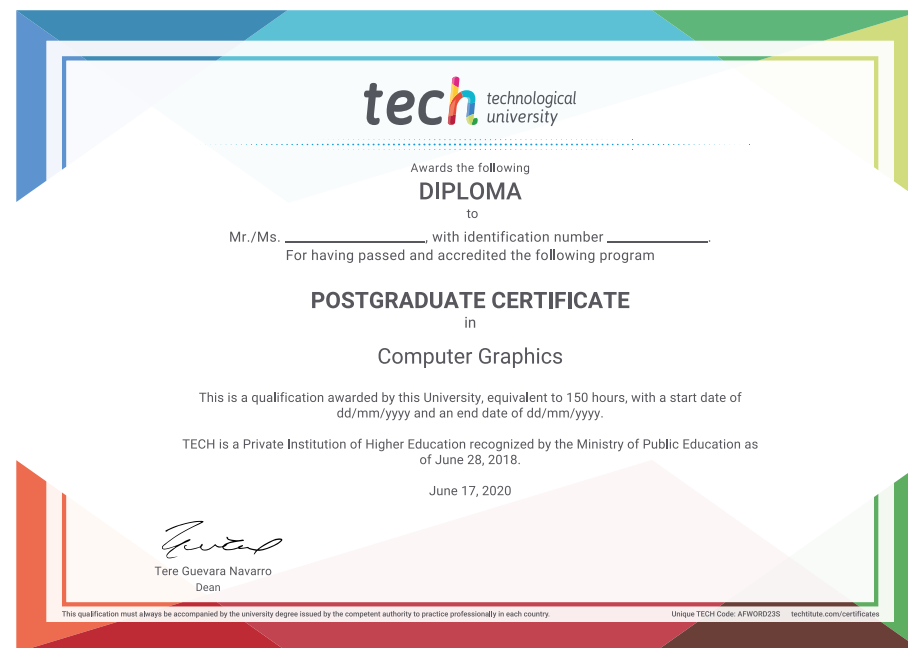 tech technological
university
Awards the following
DIPLOMA
to
Mr./Ms. ____________________, with identification number ______________.
For having passed and accredited the following program
POSTGRADUATE CERTIFICATE
in
Computer Graphics
This is a qualification awarded by this University, equivalent to 150 hours, with a start date of
dd/mm/yyyy and an end date of dd/mm/yyyy.
TECH is a Private Institution of Higher Education recognized by the Ministry of Public Education as
of June 28, 2018.
June 17, 2020
Tere Guevara Navarro
Dean
This qualification must always be accompanied by the university degree issued by the competent authority to practice professionally in each country. Unique TECH Code: AFWORD23S techtitute.com/certificates